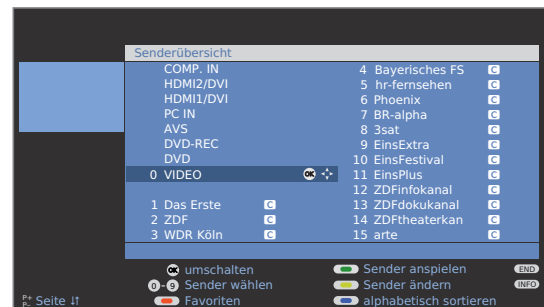 Senderübersicht
COMP. IN
HDMI2/DVI
HDMI1/DVI
PC IN
AVS
DVD-REC
DVD
0 VIDEO OK
1 Das Erste C
2 ZDF C
3 WDR Köln C
4 Bayerisches FS C
5 hr-fernsehen C
6 Phoenix C
7 BR-alpha C
8 3sat C
9 EinsExtra C
10 EinsFestival C
11 EinsPlus C
12 ZDFinfokanal C
13 ZDFdokukanal C
14 ZDFtheaterkan C
15 arte C
OK umschalten
0-9 Sender wählen
P+ P- Seite
Favoriten
Sender anspielen END
Sender ändern INFO
alphabetisch sortieren